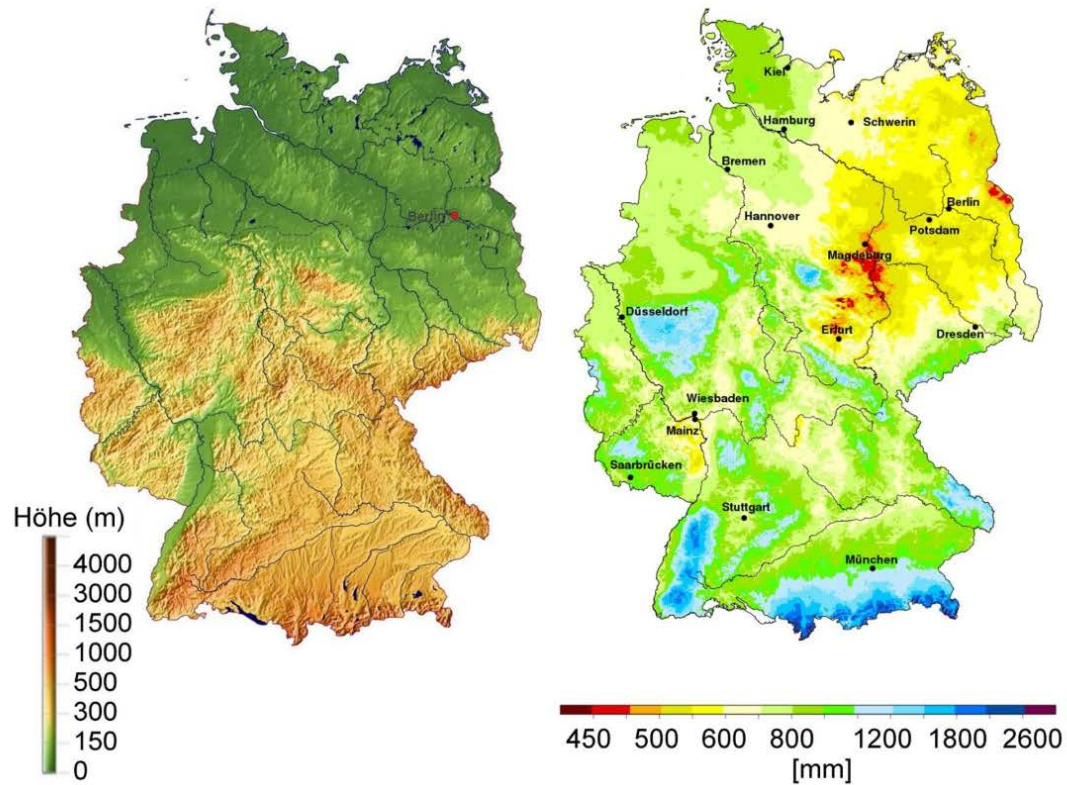 Berlin
Höhe (m)
4000
3000
1500
1000
500
300
150
0
Kiel
Hamburg
Schwerin
Bremen
Berlin
Hannover
Potsdam
Magdeburg
Düsseldorf
Erfurt
Dresden
Wiesbaden
Mainz
Saarbrücken
Stuttgart
München
450 500 600 800 1200 1800 2600
[mm]